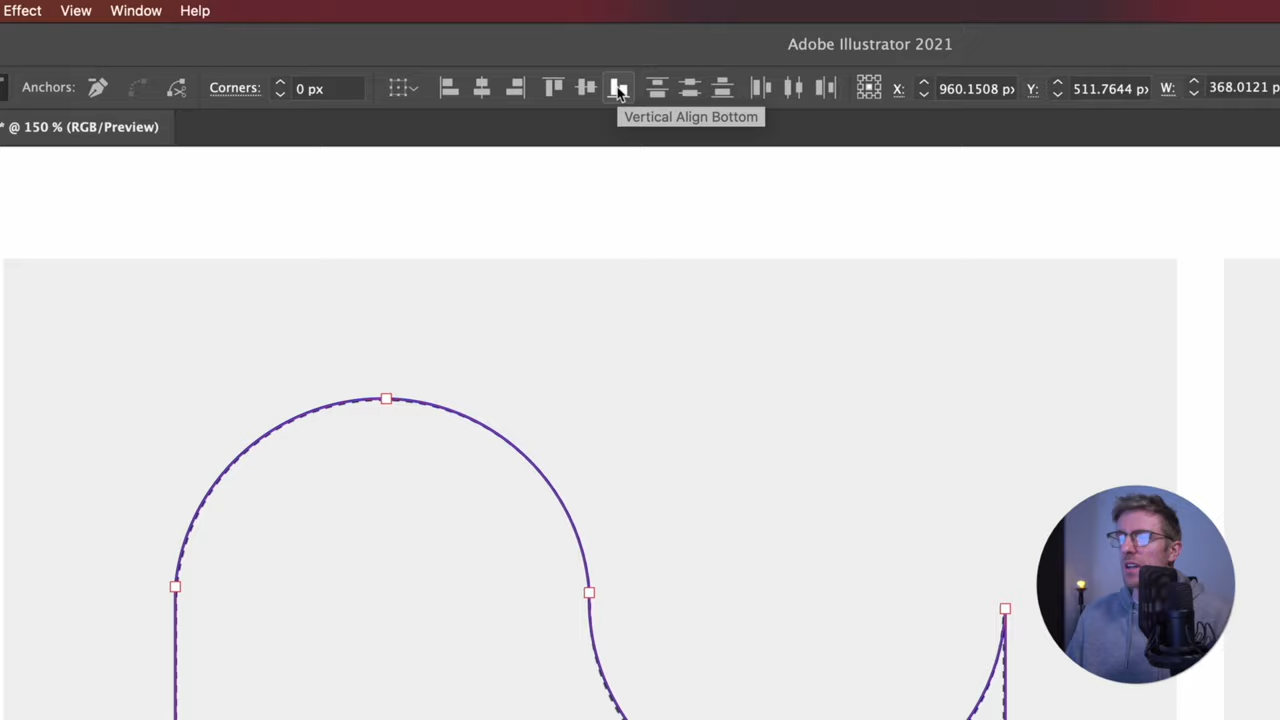 Effect View Window Help
Adobe Illustrator 2021
Anchors: Corners: 0 px X: 960.1508 px Y: 511.7644 px W: 368.0121 p
Vertical Align Bottom
* @ 150 % (RGB/Preview)